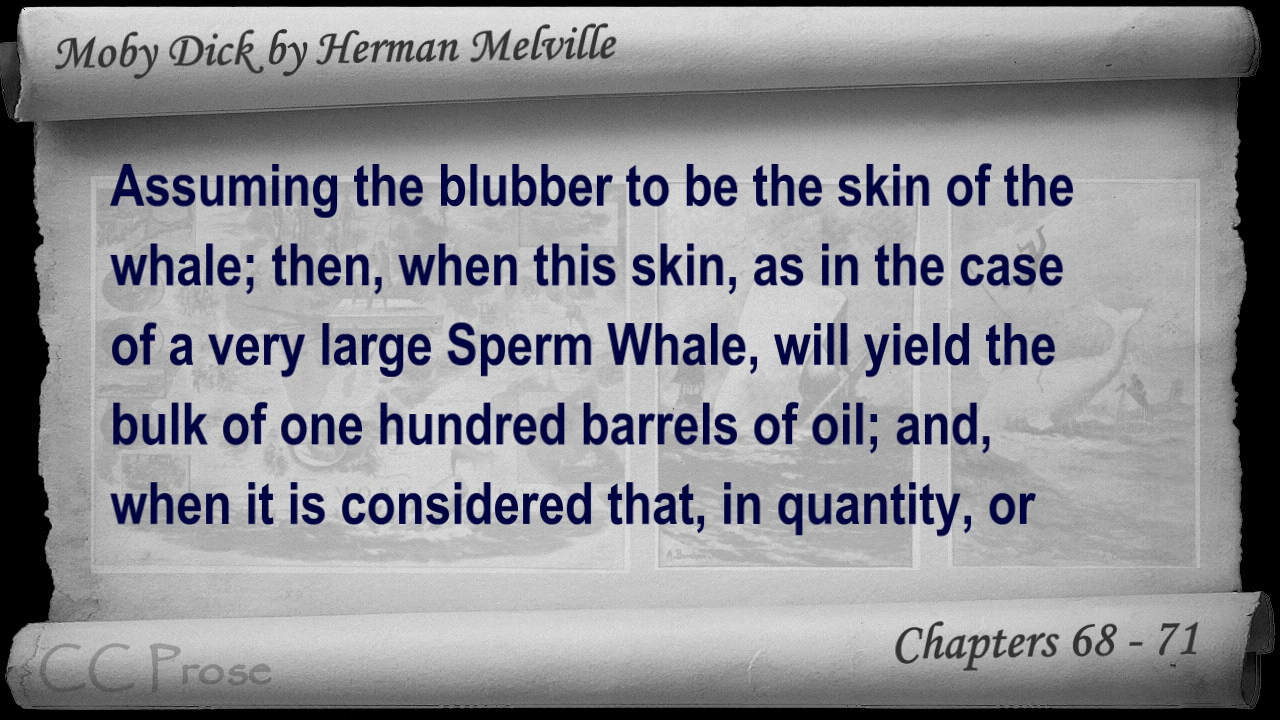 Moby Dick by Herman Melville
Assuming the blubber to be the skin of the
whale; then, when this skin, as in the case
of a very large Sperm Whale, will yield the
bulk of one hundred barrels of oil; and,
when it is considered that, in quantity, or
Chapters 68 - 71
CC Prose